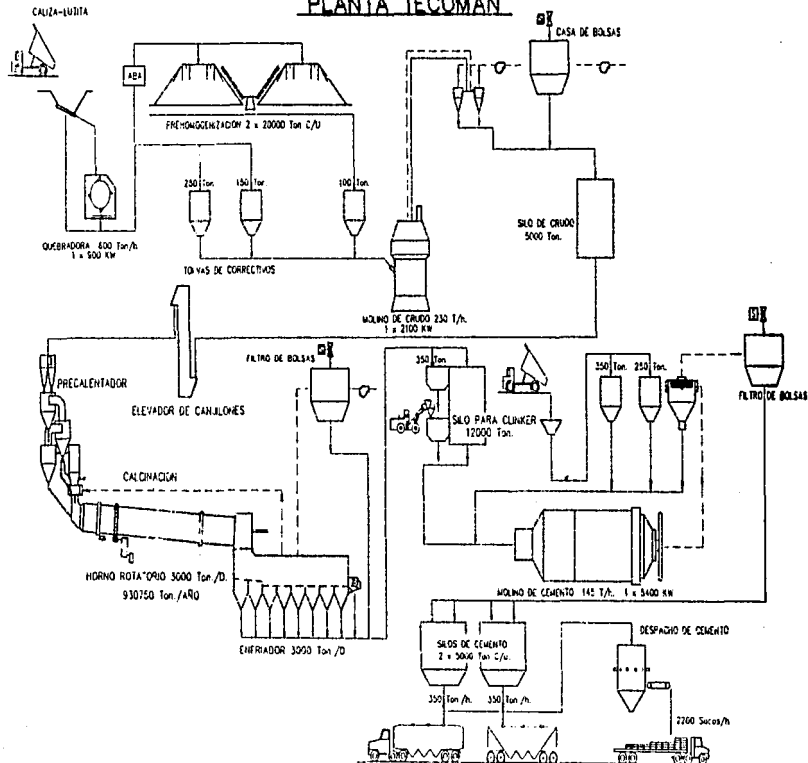 PLANTA TECOMAN
CALIZA-LUTITA
CASA DE BOLSAS
ABA
PREHOMOGENIZACION 2 x 20000 Ton C/U
250 Ton.
150 Ton.
100 Ton.
SILO DE CRUDO
5000 Ton.
QUEBRADORA 800 Ton/h
1 x 900 KW
TOLVAS DE CORRECTIVOS
MOLINO DE CRUDO 230 T/h.
1 x 2100 KW
PRECALENTADOR
ELEVADOR DE CANJILONES
FILTRO DE BOLSAS
350 Ton.
SILO PARA CLINKER
12000 Ton.
350 Ton.
250 Ton.
FILTRO DE BOLSAS
CALCINACION
HORNO ROTATORIO 3000 Ton./D.
930750 Ton./AÑO
ENFRIADOR 3000 Ton/D
MOLINO DE CEMENTO 145 T/h. 1 x 5400 KW
SILOS DE CEMENTO
2 x 5000 Ton C/U.
DESPACHO DE CEMENTO
350 Ton/h.
350 Ton/h.
2200 Sacos/h